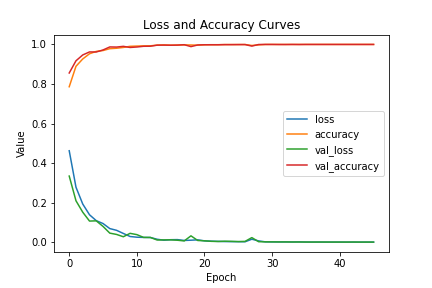 Loss and Accuracy Curves
1.0
0.8
0.6
0.4
0.2
0.0
Value
loss
accuracy
val_loss
val_accuracy
0 10 20 30 40
Epoch